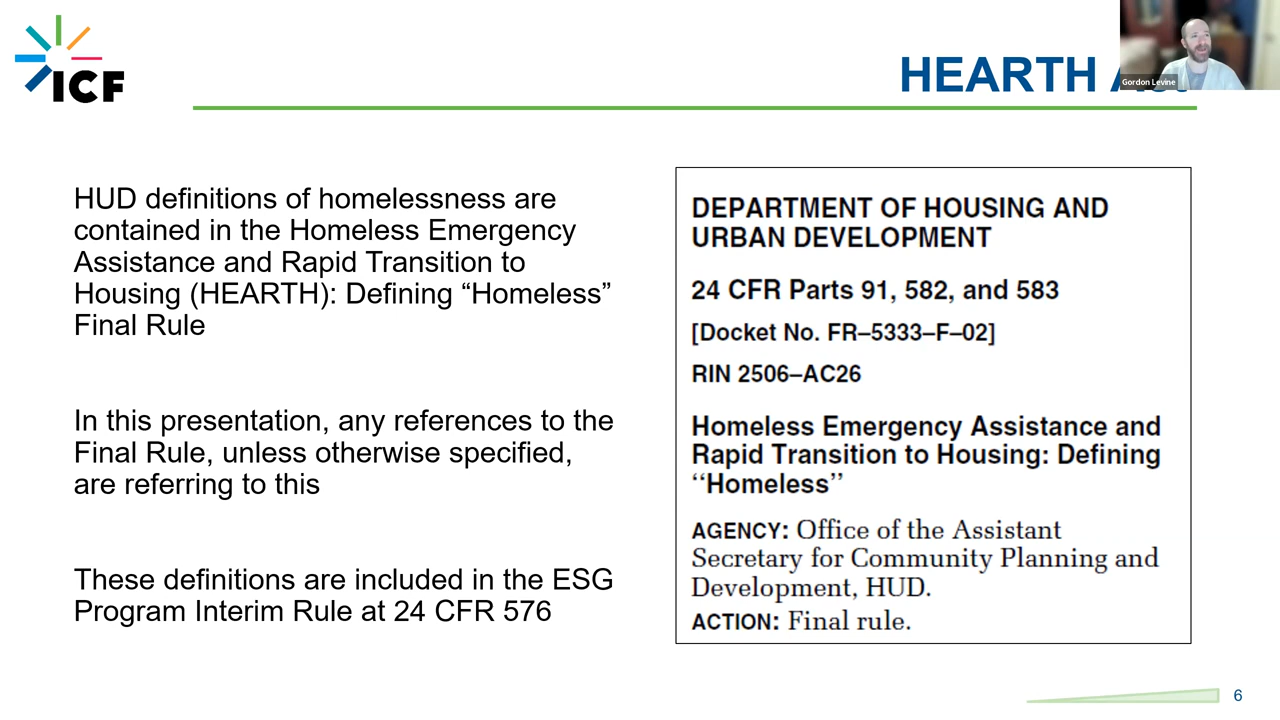 ICF
HEARTH
Gordon Levine
HUD definitions of homelessness are
contained in the Homeless Emergency
Assistance and Rapid Transition to
Housing (HEARTH): Defining “Homeless”
Final Rule
In this presentation, any references to the
Final Rule, unless otherwise specified,
are referring to this
These definitions are included in the ESG
Program Interim Rule at 24 CFR 576
DEPARTMENT OF HOUSING AND
URBAN DEVELOPMENT
24 CFR Parts 91, 582, and 583
[Docket No. FR–5333–F–02]
RIN 2506–AC26
Homeless Emergency Assistance and
Rapid Transition to Housing: Defining
‘‘Homeless’’
AGENCY: Office of the Assistant
Secretary for Community Planning and
Development, HUD.
ACTION: Final rule.
6